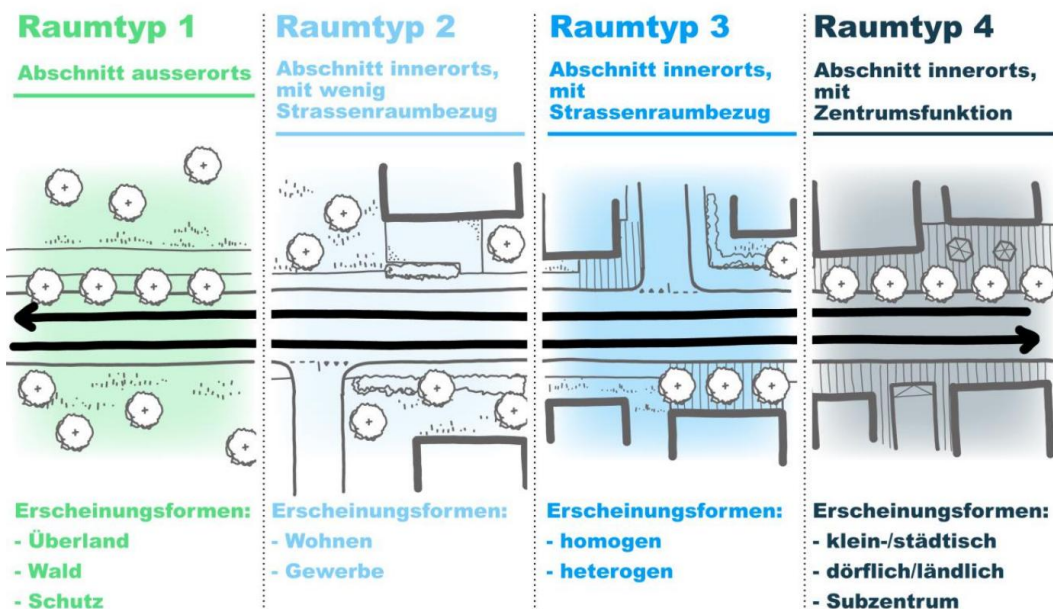 Raumtyp 1
Abschnitt ausserorts
Erscheinungsformen:
- Überland
- Wald
- Schutz
Raumtyp 2
Abschnitt innerorts,
mit wenig
Strassenraumbezug
Erscheinungsformen:
- Wohnen
- Gewerbe
Raumtyp 3
Abschnitt innerorts,
mit
Strassenraumbezug
Erscheinungsformen:
- homogen
- heterogen
Raumtyp 4
Abschnitt innerorts,
mit
Zentrumsfunktion
Erscheinungsformen:
- klein-/städtisch
- dörflich/ländlich
- Subzentrum